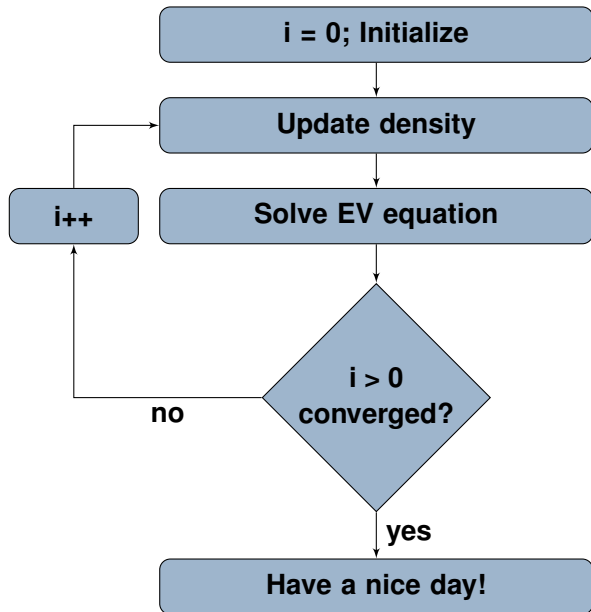 i = 0; Initialize
Update density
i++
Solve EV equation
i > 0
converged?
no
yes
Have a nice day!